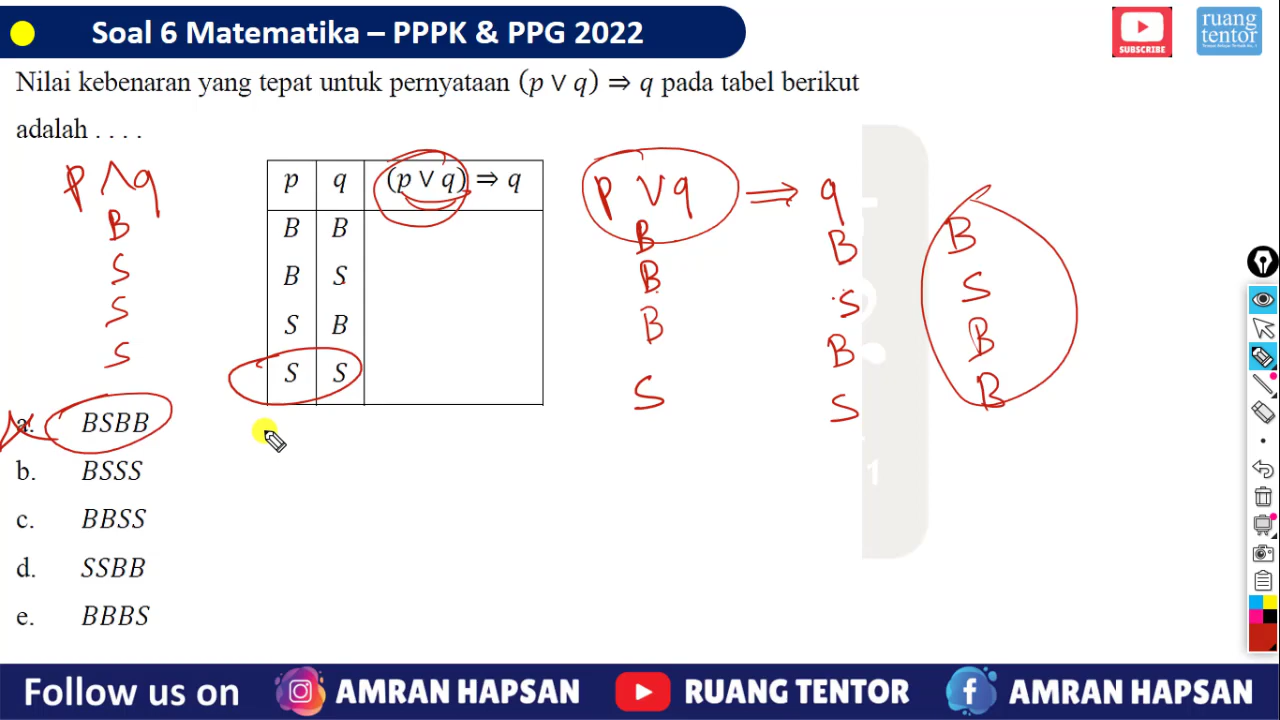 Soal 6 Matematika – PPPK & PPG 2022
SUBSCRIBE
ruang
tentor
Nilai kebenaran yang tepat untuk pernyataan (p ∨ q) ⇒ q pada tabel berikut
adalah . . . .
p ∧ q
B
S
S
S
p q (p ∨ q) ⇒ q
B B
B S
S B
S S
p ∨ q ⇒ q
B B B
B S S
B B B
S S B
a. BSBB
b. BSSS
c. BBSS
d. SSBB
e. BBBS
1
Follow us on AMRAN HAPSAN RUANG TENTOR AMRAN HAPSAN